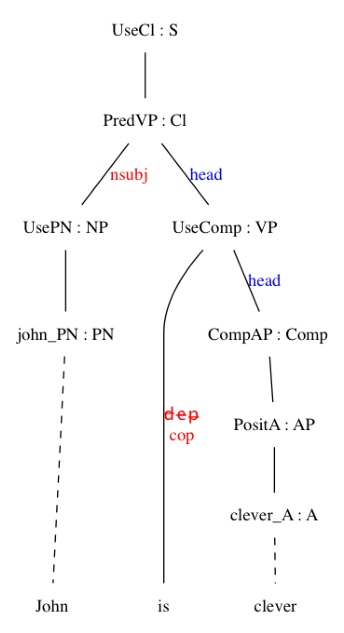 UseCl : S
PredVP : Cl
nsubj head
UsePN : NP UseComp : VP
head
john_PN : PN CompAP : Comp
dep
cop
PositA : AP
clever_A : A
John is clever